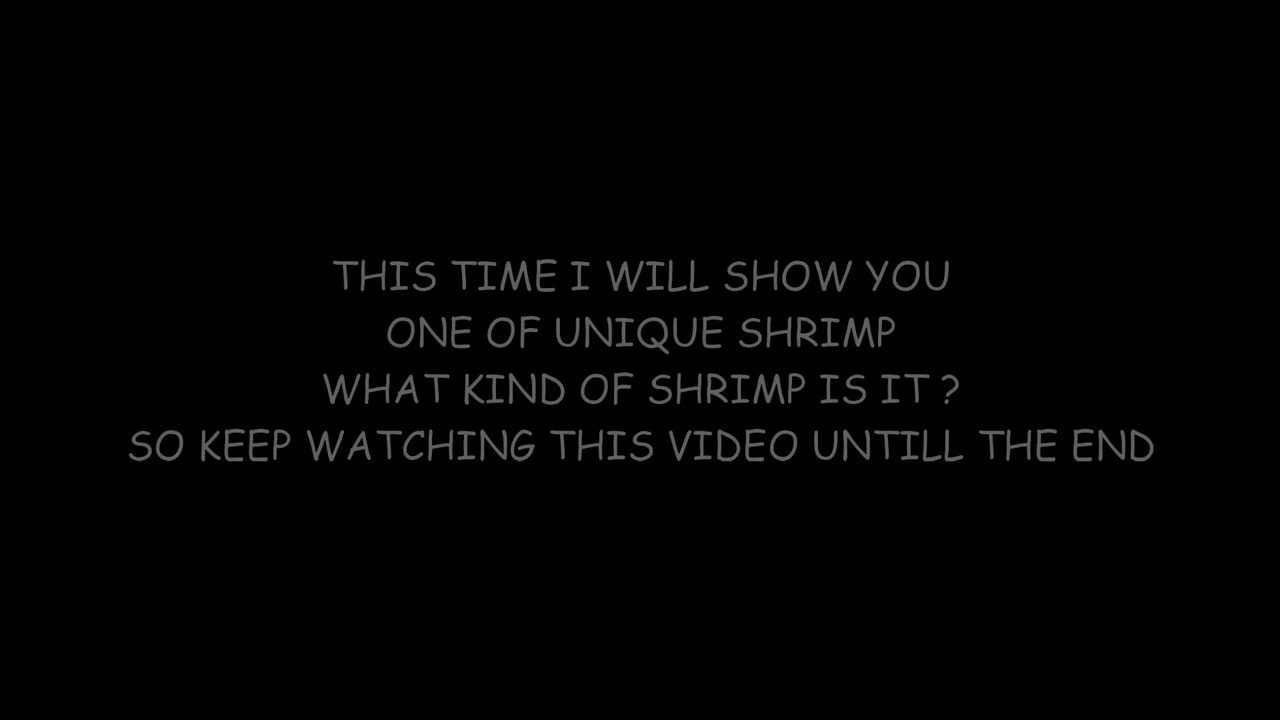 THIS TIME I WILL SHOW YOU
ONE OF UNIQUE SHRIMP
WHAT KIND OF SHRIMP IS IT ?
SO KEEP WATCHING THIS VIDEO UNTILL THE END